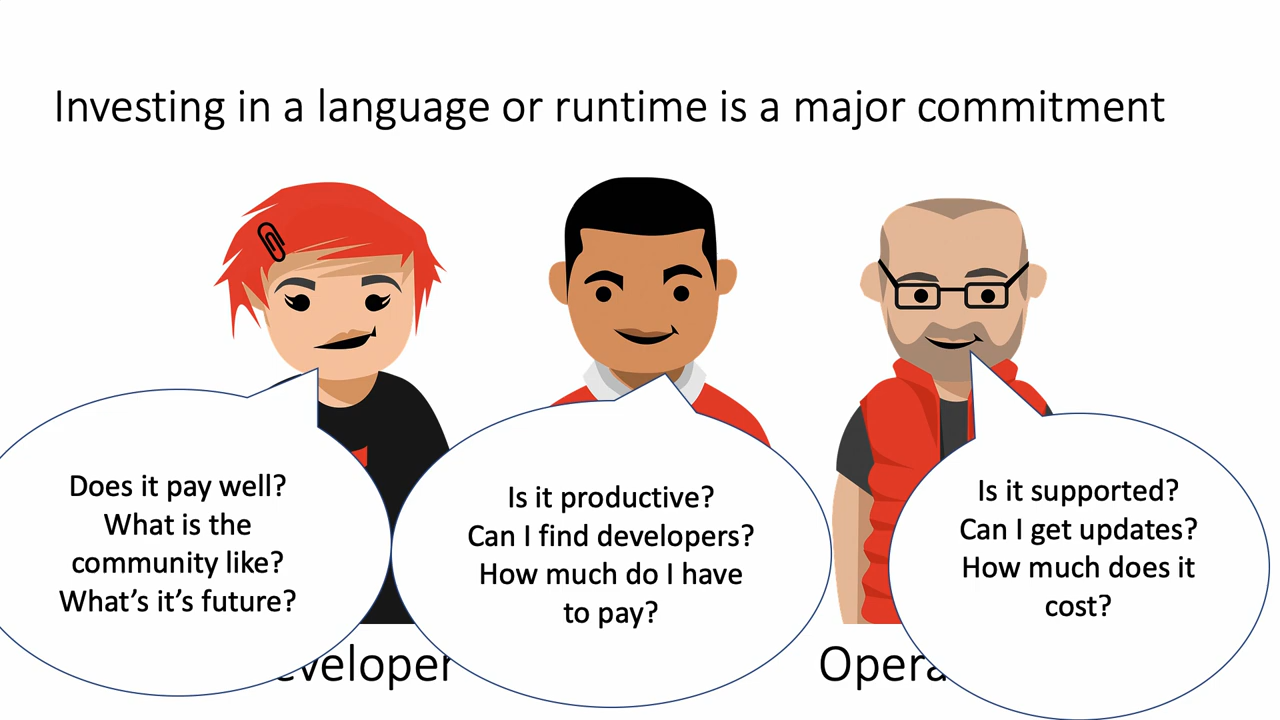 Investing in a language or runtime is a major commitment
Does it pay well?
What is the
community like?
What's it's future?
Is it productive?
Can I find developers?
How much do I have
to pay?
Is it supported?
Can I get updates?
How much does it
cost?
eveloper
Opera